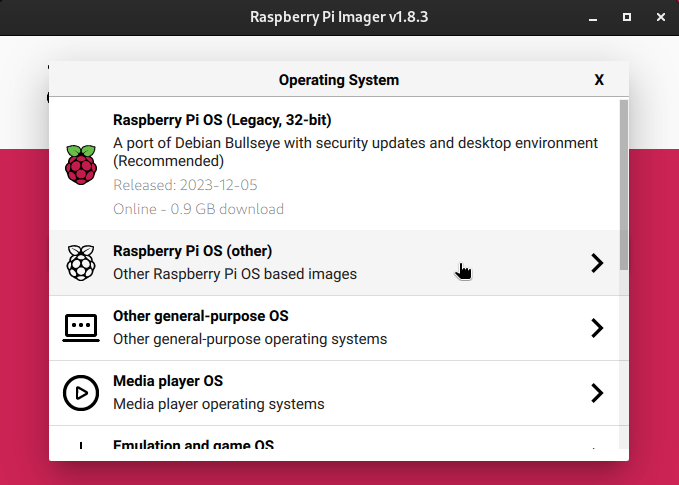 Raspberry Pi Imager v1.8.3
Operating System
X
Raspberry Pi OS (Legacy, 32-bit)
A port of Debian Bullseye with security updates and desktop environment
(Recommended)
Released: 2023-12-05
Online - 0.9 GB download
Raspberry Pi OS (other)
Other Raspberry Pi OS based images
Other general-purpose OS
Other general-purpose operating systems
Media player OS
Media player operating systems
Emulation and game OS